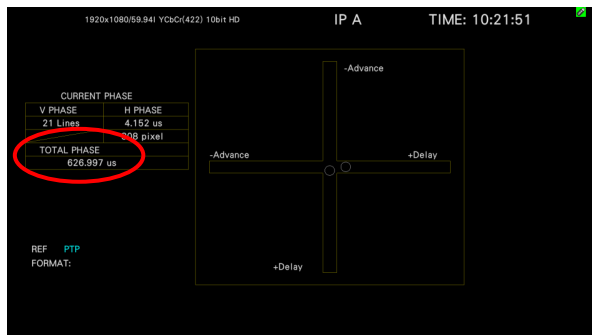 1920x1080/59.94I YCbCr(422) 10bit HD IP A TIME: 10:21:51
-Advance
CURRENT PHASE
V PHASE H PHASE
21 Lines 4.152 us
308 pixel
TOTAL PHASE
626.997 us
-Advance +Delay
REF PTP
FORMAT:
+Delay